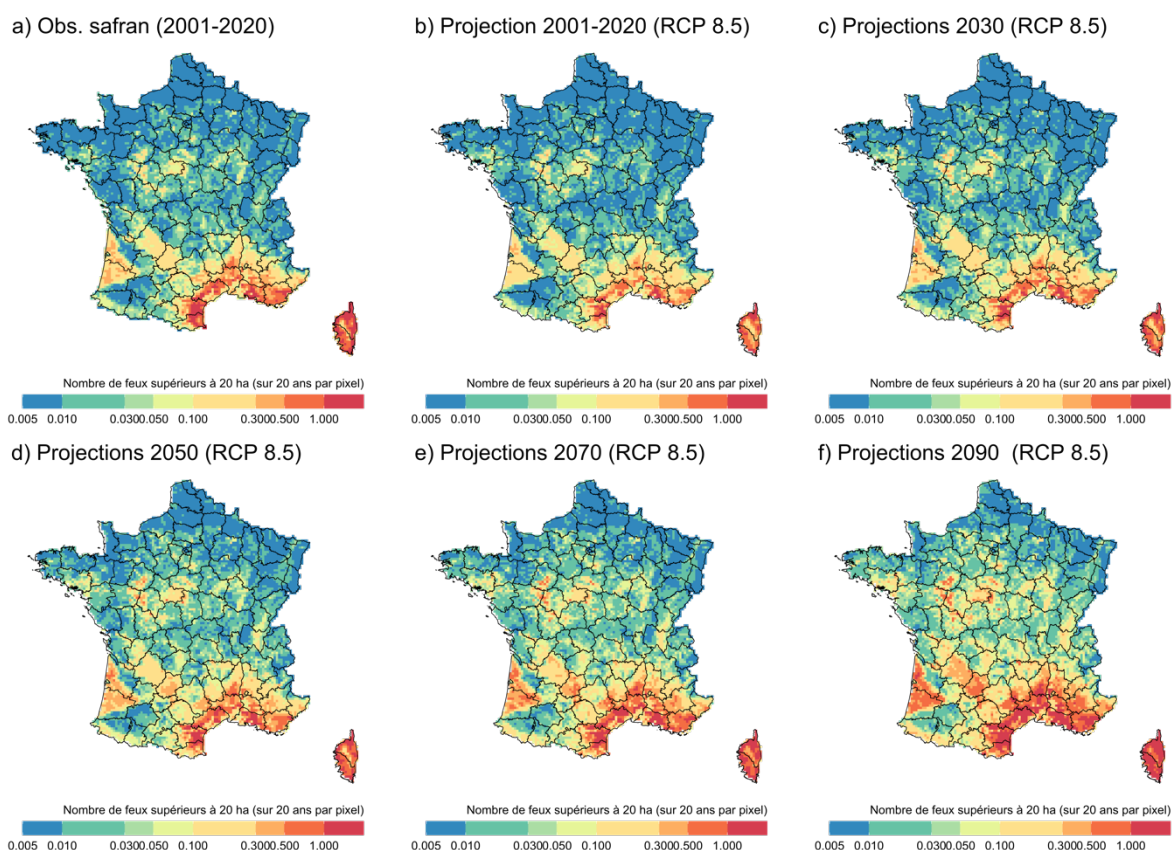 a) Obs. safran (2001-2020)
b) Projection 2001-2020 (RCP 8.5)
c) Projections 2030 (RCP 8.5)
Nombre de feux supérieurs à 20 ha (sur 20 ans par pixel)
0.005 0.010 0.0300.050 0.100 0.3000.500 1.000
Nombre de feux supérieurs à 20 ha (sur 20 ans par pixel)
0.005 0.010 0.0300.050 0.100 0.3000.500 1.000
Nombre de feux supérieurs à 20 ha (sur 20 ans par pixel)
0.005 0.010 0.0300.050 0.100 0.3000.500 1.000
d) Projections 2050 (RCP 8.5)
e) Projections 2070 (RCP 8.5)
f) Projections 2090 (RCP 8.5)
Nombre de feux supérieurs à 20 ha (sur 20 ans par pixel)
0.005 0.010 0.0300.050 0.100 0.3000.500 1.000
Nombre de feux supérieurs à 20 ha (sur 20 ans par pixel)
0.005 0.010 0.0300.050 0.100 0.3000.500 1.000
Nombre de feux supérieurs à 20 ha (sur 20 ans par pixel)
0.005 0.010 0.0300.050 0.100 0.3000.500 1.000